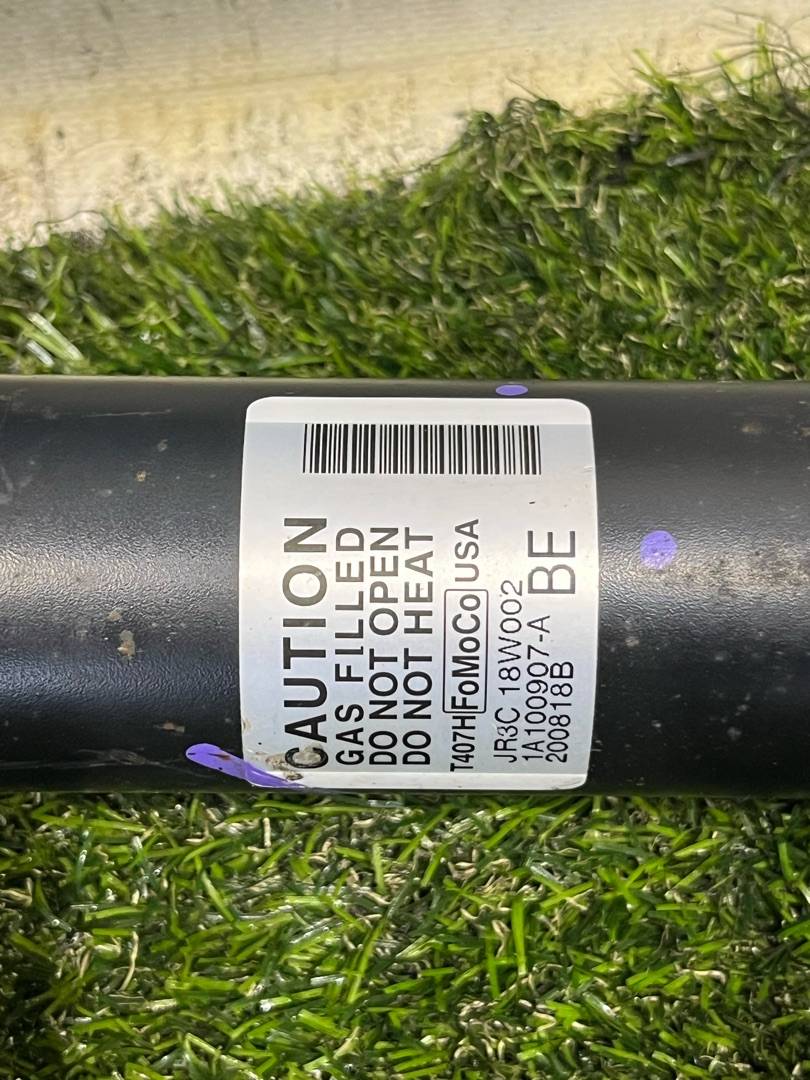 CAUTION
GAS FILLED
DO NOT OPEN
DO NOT HEAT
T407H FoMoCo USA
JR3C 18W002
1A100907-A BE
200818B